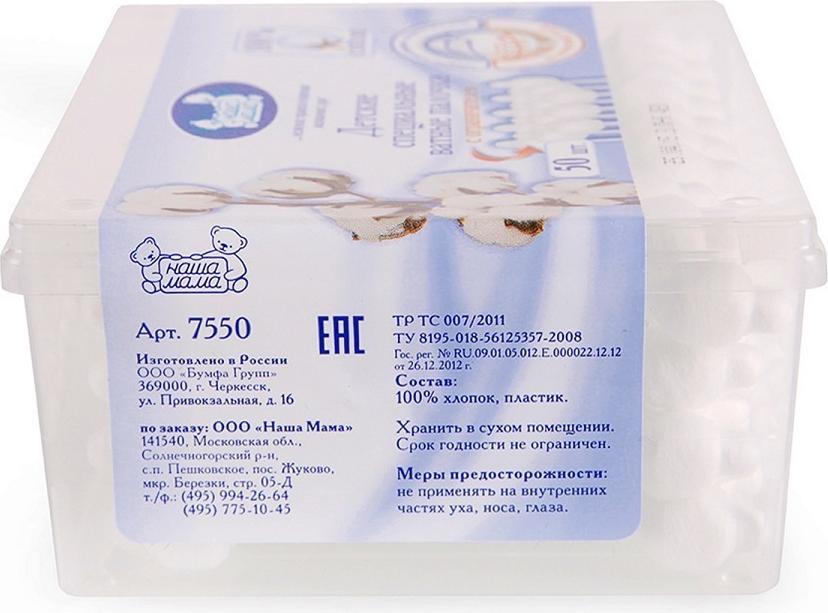 100%
Детские
специальные
ватные палочки
с ограничителем
50 шт.
наша
мама
Арт. 7550
Изготовлено в России
ООО «Бумфа Групп»
369000, г. Черкесск,
ул. Привокзальная, д. 16
по заказу: ООО «Наша Мама»
141540, Московская обл.,
Солнечногорский р-н,
с.п. Пешковское, пос. Жуково,
мкр. Березки, стр. 05-Д
т./ф.: (495) 994-26-64
(495) 775-10-45
ЕАС
ТР ТС 007/2011
ТУ 8195-018-56125357-2008
Гос. рег. № RU.09.01.05.012.Е.000022.12.12
от 26.12.2012 г.
Состав:
100% хлопок, пластик.
Хранить в сухом помещении.
Срок годности не ограничен.
Меры предосторожности:
не применять на внутренних
частях уха, носа, глаза.